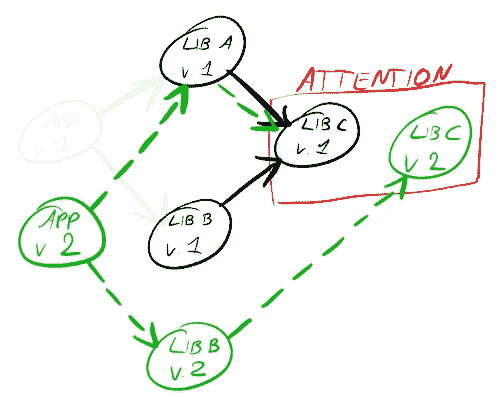 LIB A
v. 1
ATTENTION
APP
v 1
LIB C
v. 1
LIB C
v 2
APP
v 2
LIB B
v. 1
LIB B
v. 2